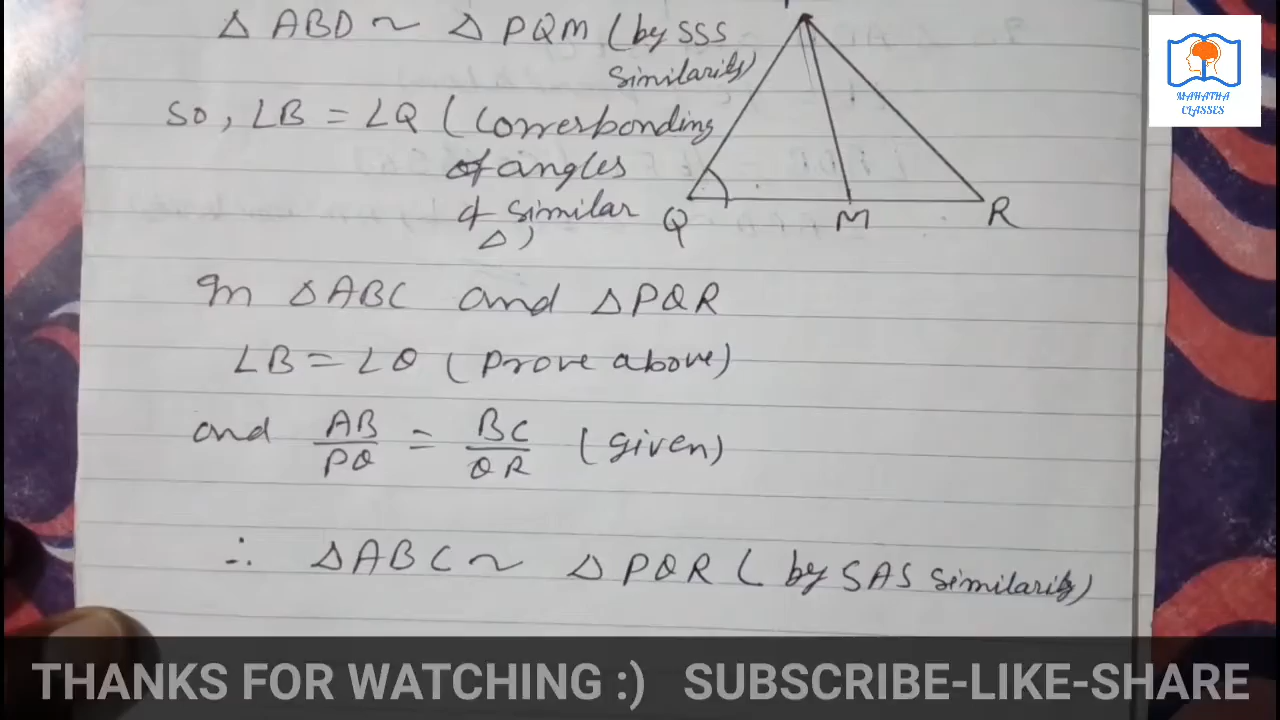 △ ABD ~ △ PQM (by SSS
Similarity)
So, ∠B = ∠Q (Corresbonding
of angles
of similar
△)
Q M R
In △ABC and △PQR
∠B = ∠Q (Prove above)
and AB/PQ = BC/QR (given)
∴ △ABC ~ △PQR ( by SAS Similarity)
MAHATHA
CLASSES
THANKS FOR WATCHING :) SUBSCRIBE-LIKE-SHARE